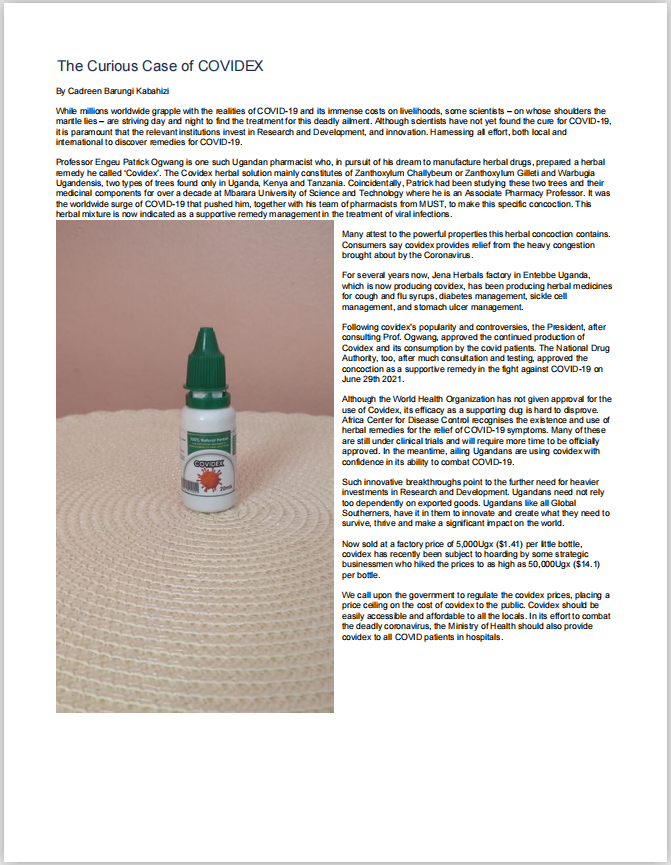 The Curious Case of COVIDEX
By Cadreen Barungi Kabahizi
While millions worldwide grapple with the realities of COVID-19 and its immense costs on livelihoods, some scientists – on whose shoulders the
mantle lies – are striving day and night to find the treatment for this deadly ailment. Although scientists have not yet found the cure for COVID-19,
it is paramount that the relevant institutions invest in Research and Development, and innovation. Harnessing all effort, both local and
international to discover remedies for COVID-19.
Professor Engeu Patrick Ogwang is one such Ugandan pharmacist who, in pursuit of his dream to manufacture herbal drugs, prepared a herbal
remedy he called 'Covidex'. The Covidex herbal solution mainly constitutes of Zanthoxylum Challybeum or Zanthoxylum Gilleti and Warbugia
Ugandensis, two types of trees found only in Uganda, Kenya and Tanzania. Coincidentally, Patrick had been studying these two trees and their
medicinal components for over a decade at Mbarara University of Science and Technology where he is an Associate Pharmacy Professor. It was
the worldwide surge of COVID-19 that pushed him, together with his team of pharmacists from MUST, to make this specific concoction. This
herbal mixture is now indicated as a supportive remedy management in the treatment of viral infections.
Many attest to the powerful properties this herbal concoction contains.
Consumers say covidex provides relief from the heavy congestion
brought about by the Coronavirus.
For several years now, Jena Herbals factory in Entebbe Uganda,
which is now producing covidex, has been producing herbal medicines
for cough and flu syrups, diabetes management, sickle cell
management, and stomach ulcer management.
Following covidex's popularity and controversies, the President, after
consulting Prof. Ogwang, approved the continued production of
Covidex and its consumption by the covid patients. The National Drug
Authority, too, after much consultation and testing, approved the
concoction as a supportive remedy in the fight against COVID-19 on
June 29th 2021.
Although the World Health Organization has not given approval for the
use of Covidex, its efficacy as a supporting dug is hard to disprove.
Africa Center for Disease Control recognises the existence and use of
herbal remedies for the relief of COVID-19 symptoms. Many of these
are still under clinical trials and will require more time to be officially
approved. In the meantime, ailing Ugandans are using covidex with
confidence in its ability to combat COVID-19.
Such innovative breakthroughs point to the further need for heavier
investments in Research and Development. Ugandans need not rely
too dependently on exported goods. Ugandans like all Global
Southerners, have it in them to innovate and create what they need to
survive, thrive and make a significant impact on the world.
Now sold at a factory price of 5,000Ugx ($1.41) per little bottle,
covidex has recently been subject to hoarding by some strategic
businessmen who hiked the prices to as high as 50,000Ugx ($14.1)
per bottle.
We call upon the government to regulate the covidex prices, placing a
price ceiling on the cost of covidex to the public. Covidex should be
easily accessible and affordable to all the locals. In its effort to combat
the deadly coronavirus, the Ministry of Health should also provide
covidex to all COVID patients in hospitals.
100% Natural Herbal
COVIDEX
20ml